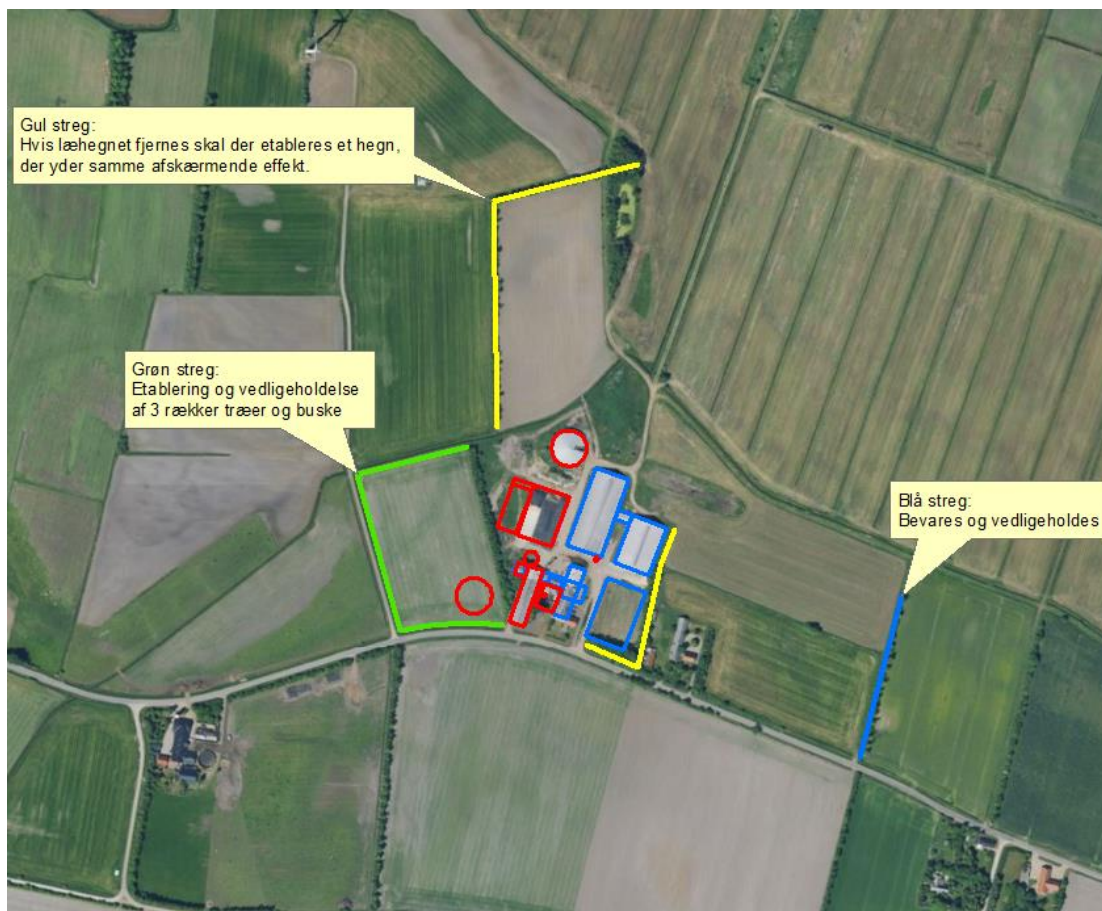 Gul streg:
Hvis læhegnet fjernes skal der etableres et hegn,
der yder samme afskærmende effekt.
Grøn streg:
Etablering og vedligeholdelse
af 3 rækker træer og buske
Blå streg:
Bevares og vedligeholdes